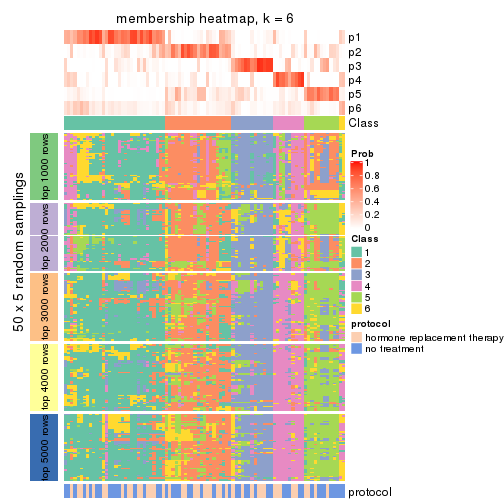 membership heatmap, k = 6
p1
p2
p3
p4
p5
p6
Class
50 x 5 random samplings
top 1000 rows
top 2000 rows
top 3000 rows
top 4000 rows
top 5000 rows
protocol
Prob
1
0.8
0.6
0.4
0.2
0
Class
1
2
3
4
5
6
protocol
hormone replacement therapy
no treatment